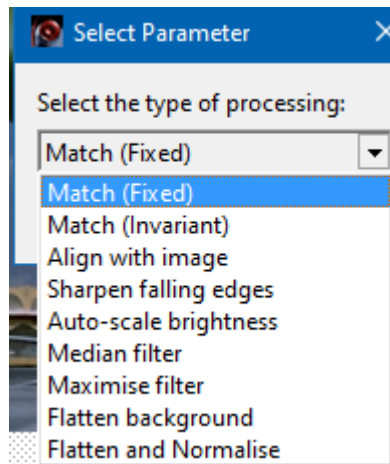 Select Parameter
Select the type of processing:
Match (Fixed)
Match (Fixed)
Match (Invariant)
Align with image
Sharpen falling edges
Auto-scale brightness
Median filter
Maximise filter
Flatten background
Flatten and Normalise